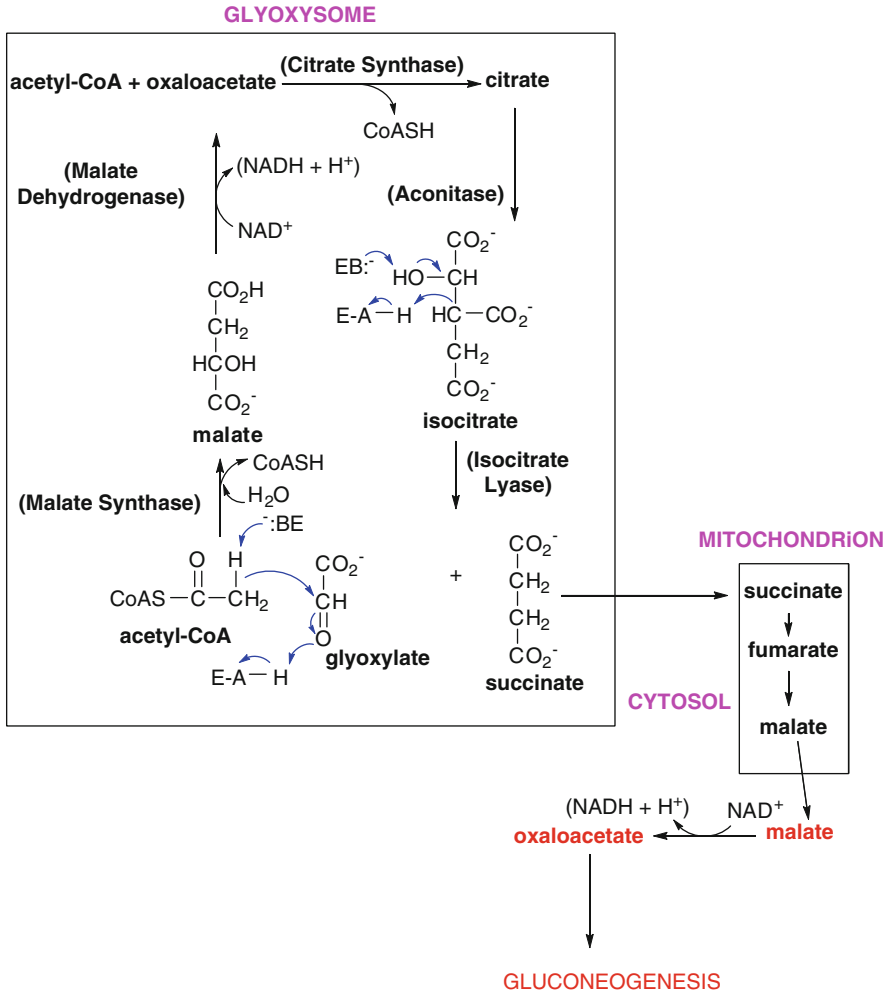 GLYOXYSOME
acetyl-CoA + oxaloacetate
(Citrate Synthase)
citrate
CoASH
(Malate
Dehydrogenase)
(NADH + H⁺)
NAD⁺
(Aconitase)
CO₂H
CH₂
HCOH
CO₂⁻
malate
EB:⁻
CO₂⁻
HO—CH
E-A—H
HC—CO₂⁻
CH₂
CO₂⁻
isocitrate
(Isocitrate
Lyase)
CoASH
(Malate Synthase)
H₂O
⁻:BE
O
H
CoAS—C—CH₂
acetyl-CoA
CO₂⁻
CH
O
glyoxylate
E-A—H
+
CO₂⁻
CH₂
CH₂
CO₂⁻
succinate
MITOCHONDRiON
succinate
fumarate
malate
CYTOSOL
(NADH + H⁺)
NAD⁺
oxaloacetate
malate
GLUCONEOGENESIS